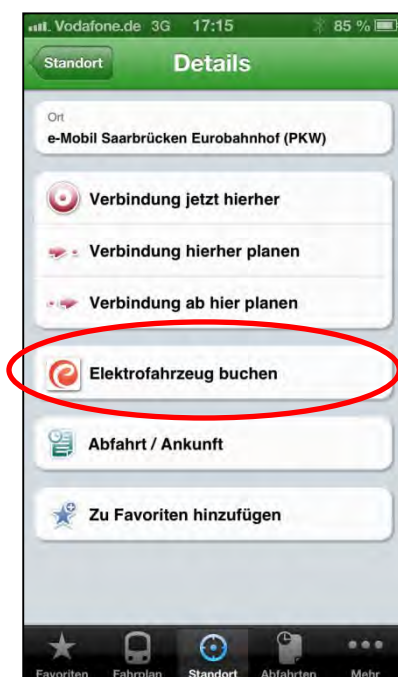 Vodafone.de 3G 17:15 85 %
Standort Details
Ort
e-Mobil Saarbrücken Eurobahnhof (PKW)
Verbindung jetzt hierher
Verbindung hierher planen
Verbindung ab hier planen
Elektrofahrzeug buchen
Abfahrt / Ankunft
Zu Favoriten hinzufügen
Favoriten Fahrplan Standort Abfahrten Mehr